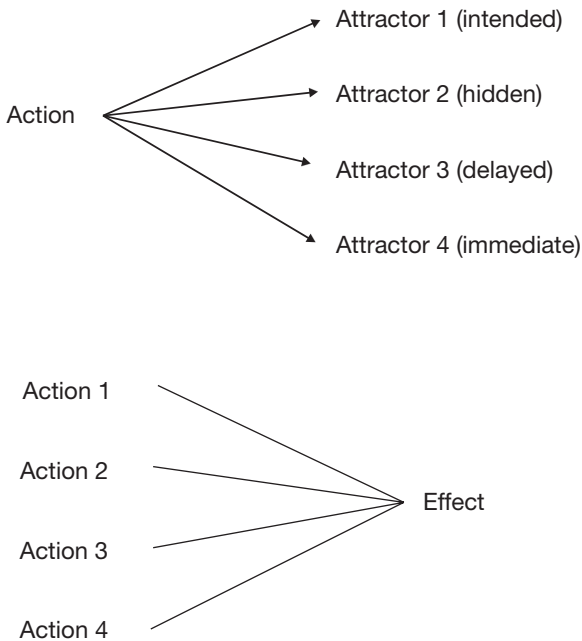 Attractor 1 (intended)
Attractor 2 (hidden)
Action
Attractor 3 (delayed)
Attractor 4 (immediate)
Action 1
Action 2
Effect
Action 3
Action 4